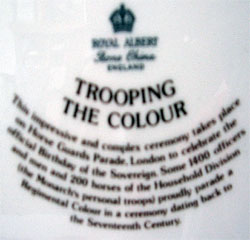 ROYAL ALBERT
Bone China
ENGLAND
TROOPING
THE COLOUR
This impressive and complex ceremony takes place
on Horse Guards Parade, London to celebrate the
official Birthday of the Sovereign. Some 1400 officers
and men and 200 horses of the Household Division
(the Monarch's personal troops) proudly parade a
Regimental Colour in a ceremony dating back to
the Seventeenth Century.